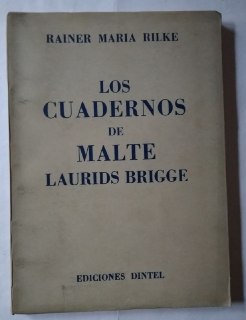 RAINER MARIA RILKE
LOS
CUADERNOS
DE
MALTE
LAURIDS BRIGGE
EDICIONES DINTEL